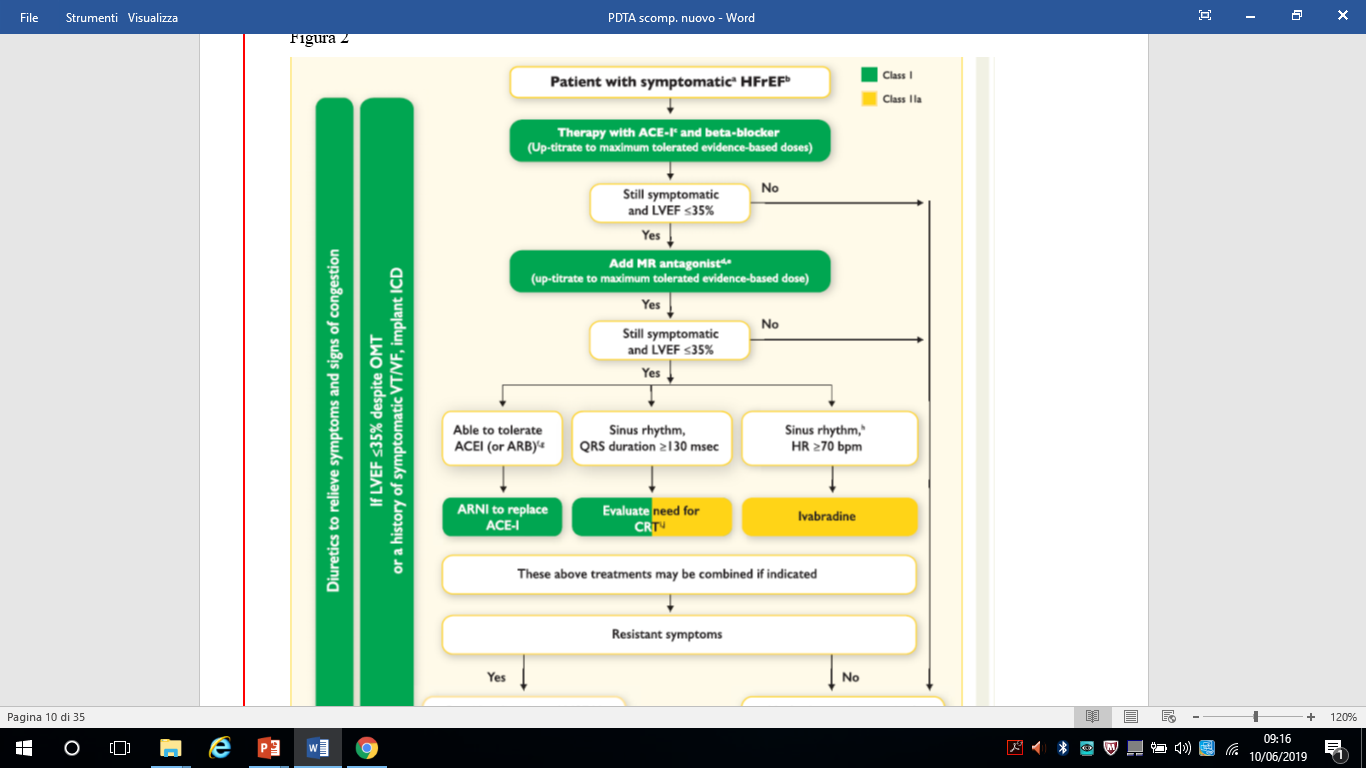 File Strumenti Visualizza
PDTA scomp. nuovo - Word
Figura 2
Patient with symptomaticᵃ HFrEFᵇ
Class I
Class IIa
Therapy with ACE-Iᶜ and beta-blocker
(Up-titrate to maximum tolerated evidence-based doses)
Still symptomatic
and LVEF ≤35%
No
Yes
Add MR antagonistᵈ,ᵉ
(up-titrate to maximum tolerated evidence-based dose)
Yes
Still symptomatic
and LVEF ≤35%
No
Yes
Able to tolerate
ACEI (or ARB)ᶠ,ᵍ
Sinus rhythm,
QRS duration ≥130 msec
Sinus rhythm,ʰ
HR ≥70 bpm
ARNI to replace
ACE-I
Evaluate need for
CRTⁱ,ʲ
Ivabradine
These above treatments may be combined if indicated
Resistant symptoms
Yes
No
Diuretics to relieve symptoms and signs of congestion
If LVEF ≤35% despite OMT
or a history of symptomatic VT/VF, implant ICD
Pagina 10 di 35
120%
09:16
10/06/2019
1